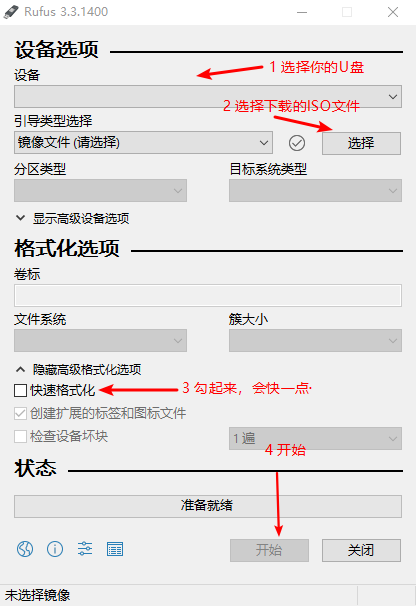 Rufus 3.3.1400
设备选项
设备
1 选择你的U盘
2 选择下载的ISO文件
引导类型选择
镜像文件 (请选择)
选择
分区类型
目标系统类型
显示高级设备选项
格式化选项
卷标
文件系统
簇大小
隐藏高级格式化选项
快速格式化
3 勾起来，会快一点·
创建扩展的标签和图标文件
检查设备坏块
1 遍
4 开始
状态
准备就绪
开始
关闭
未选择镜像